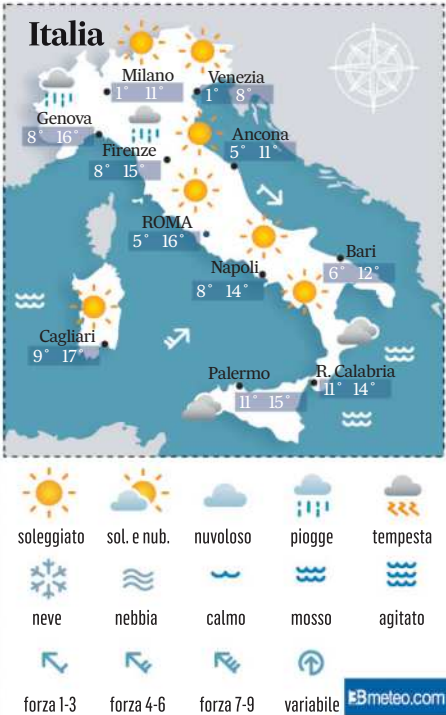 Italia
Milano
1° 11°
Venezia
1° 8°
Genova
8° 16°
Ancona
5° 11°
Firenze
8° 15°
ROMA
5° 16°
Bari
6° 12°
Napoli
8° 14°
Cagliari
9° 17°
Palermo
11° 15°
R. Calabria
11° 14°
soleggiato sol. e nub. nuvoloso piogge tempesta
neve nebbia calmo mosso agitato
forza 1-3 forza 4-6 forza 7-9 variabile
3Bmeteo.com